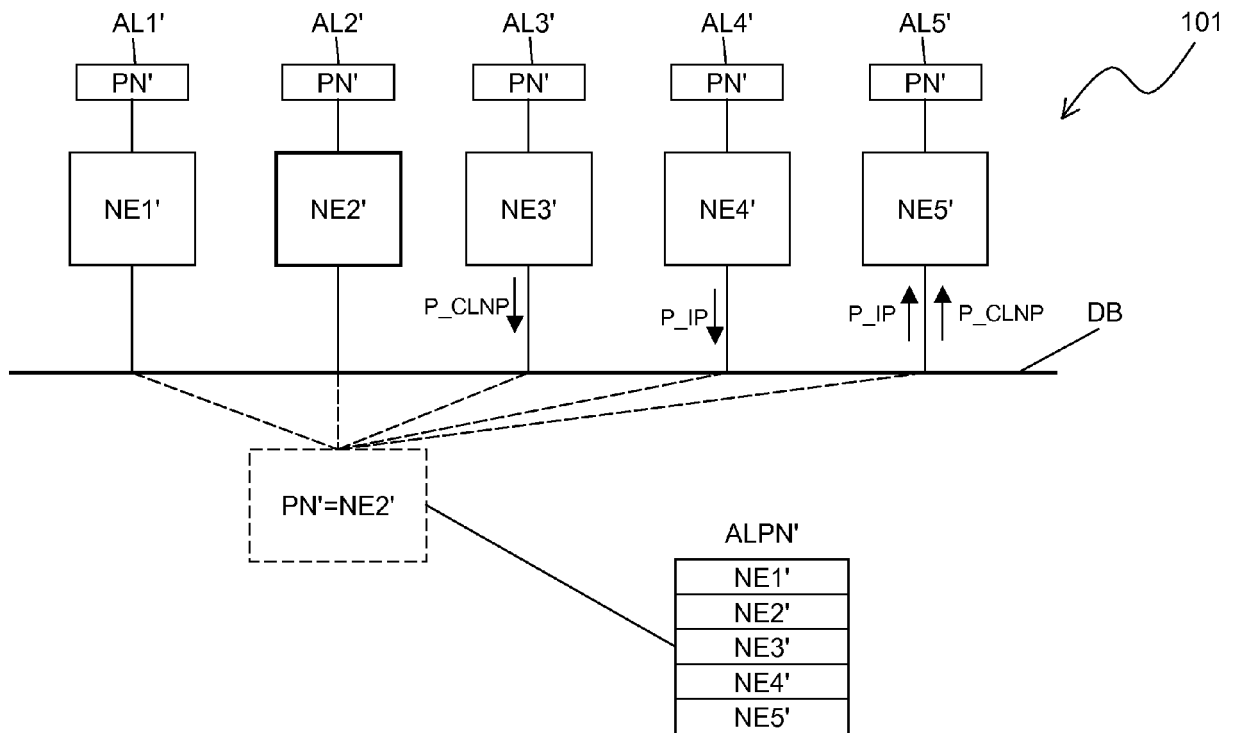 AL1' AL2' AL3' AL4' AL5' 101
PN' PN' PN' PN' PN'
NE1' NE2' NE3' NE4' NE5'
P_CLNP P_IP P_IP P_CLNP DB
PN'=NE2'
ALPN'
NE1'
NE2'
NE3'
NE4'
NE5'